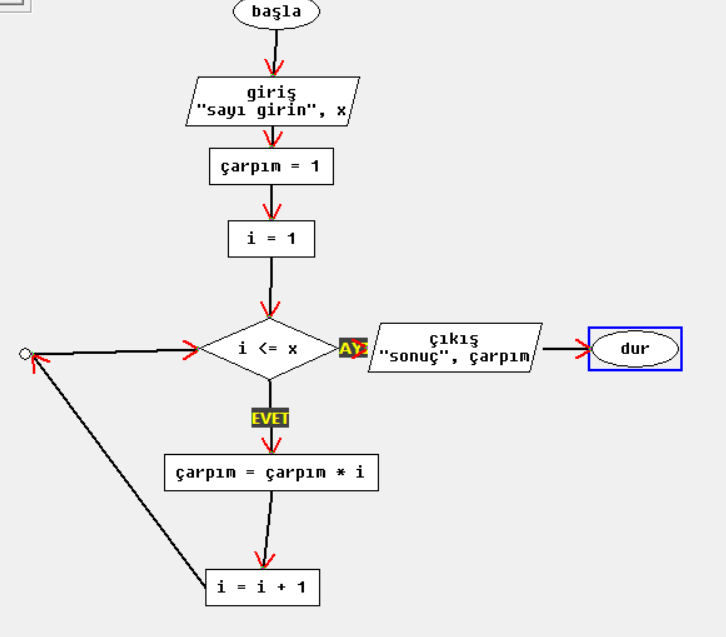 başla
giriş
"sayı girin", x
çarpım = 1
i = 1
i <= x
çıkış
"sonuç", çarpım
dur
EVET
çarpım = çarpım * i
i = i + 1